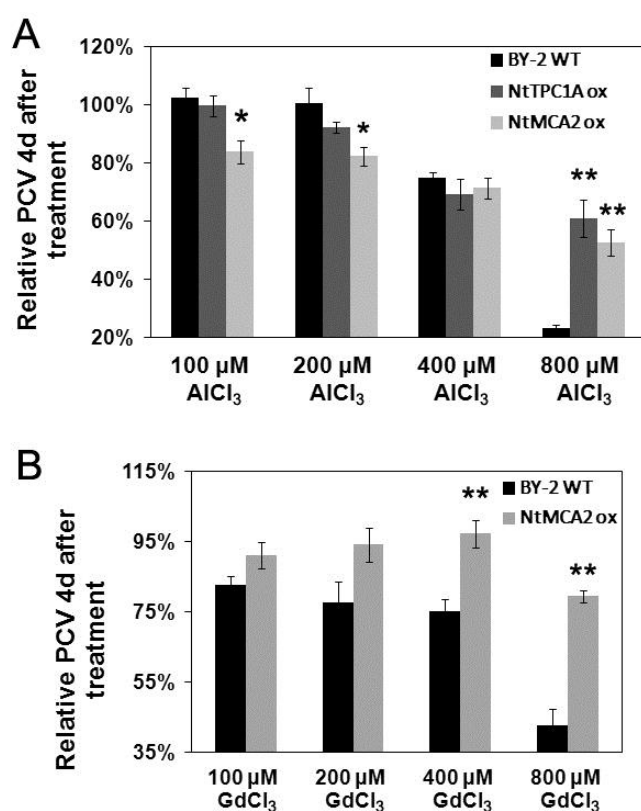 A
Relative PCV 4d after
treatment
120%
100%
80%
60%
40%
20%
BY-2 WT
NtTPC1A ox
NtMCA2 ox
*
*
**
**
100 µM
AlCl₃
200 µM
AlCl₃
400 µM
AlCl₃
800 µM
AlCl₃
B
Relative PCV 4d after
treatment
115%
95%
75%
55%
35%
BY-2 WT
NtMCA2 ox
**
**
100 µM
GdCl₃
200 µM
GdCl₃
400 µM
GdCl₃
800 µM
GdCl₃